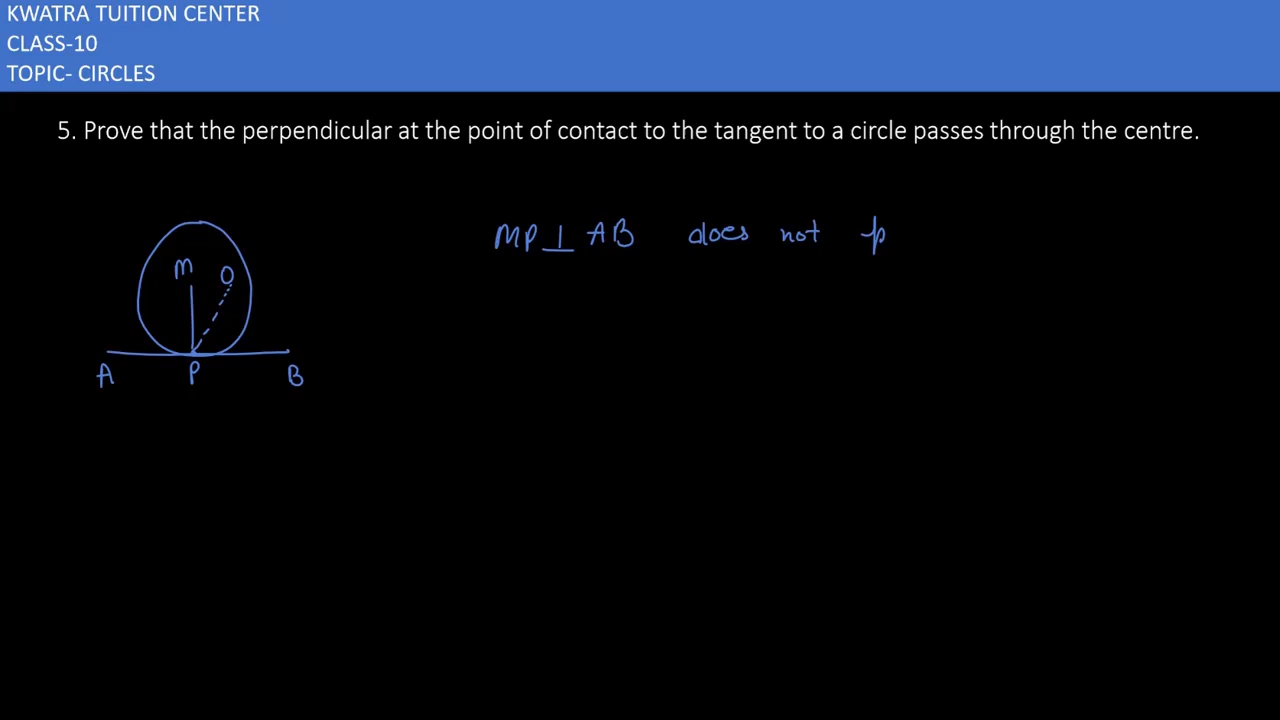 KWATRA TUITION CENTER
CLASS-10
TOPIC- CIRCLES
5. Prove that the perpendicular at the point of contact to the tangent to a circle passes through the centre.
MP ⊥ AB does not p
M O
A P B